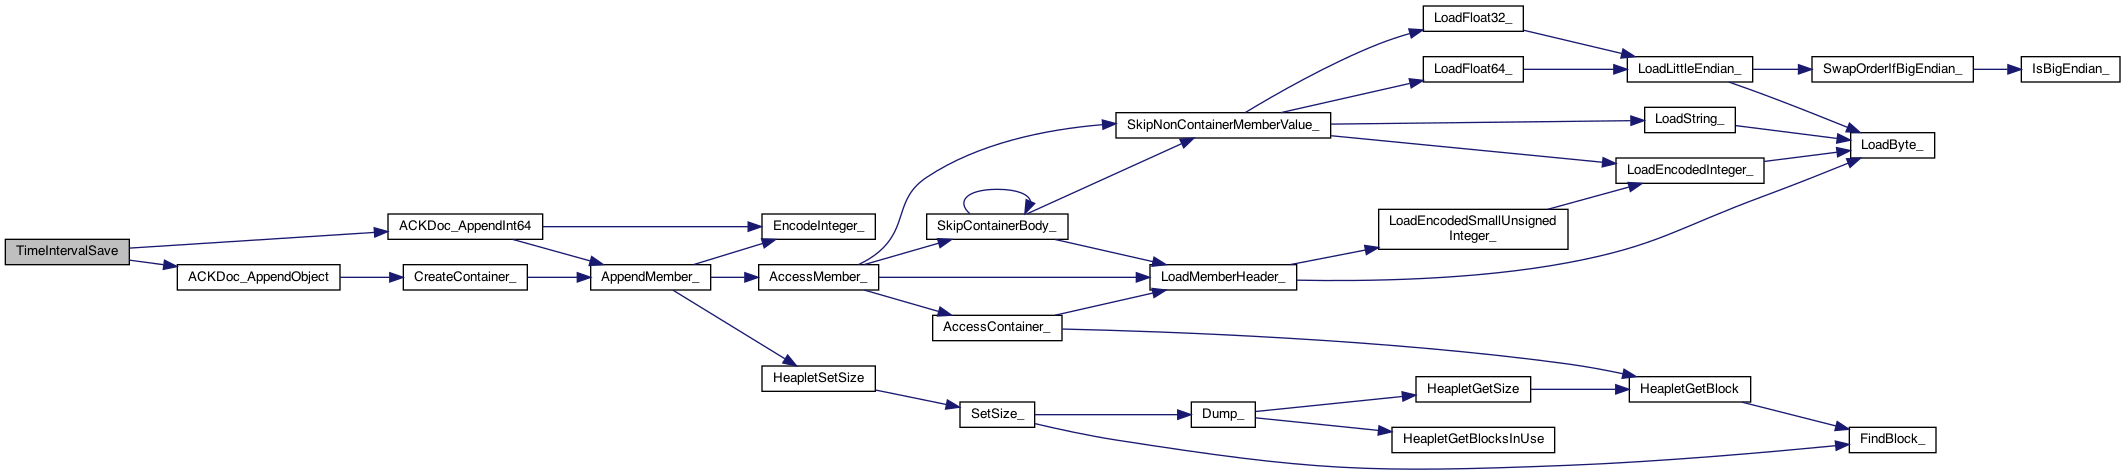 LoadFloat32_
LoadFloat64_
LoadLittleEndian_
SwapOrderIfBigEndian_
IsBigEndian_
SkipNonContainerMemberValue_
LoadString_
LoadByte_
LoadEncodedInteger_
ACKDoc_AppendInt64
EncodeInteger_
SkipContainerBody_
LoadEncodedSmallUnsigned
Integer_
TimeIntervalSave
ACKDoc_AppendObject
CreateContainer_
AppendMember_
AccessMember_
LoadMemberHeader_
AccessContainer_
HeapletSetSize
HeapletGetSize
HeapletGetBlock
SetSize_
Dump_
HeapletGetBlocksInUse
FindBlock_